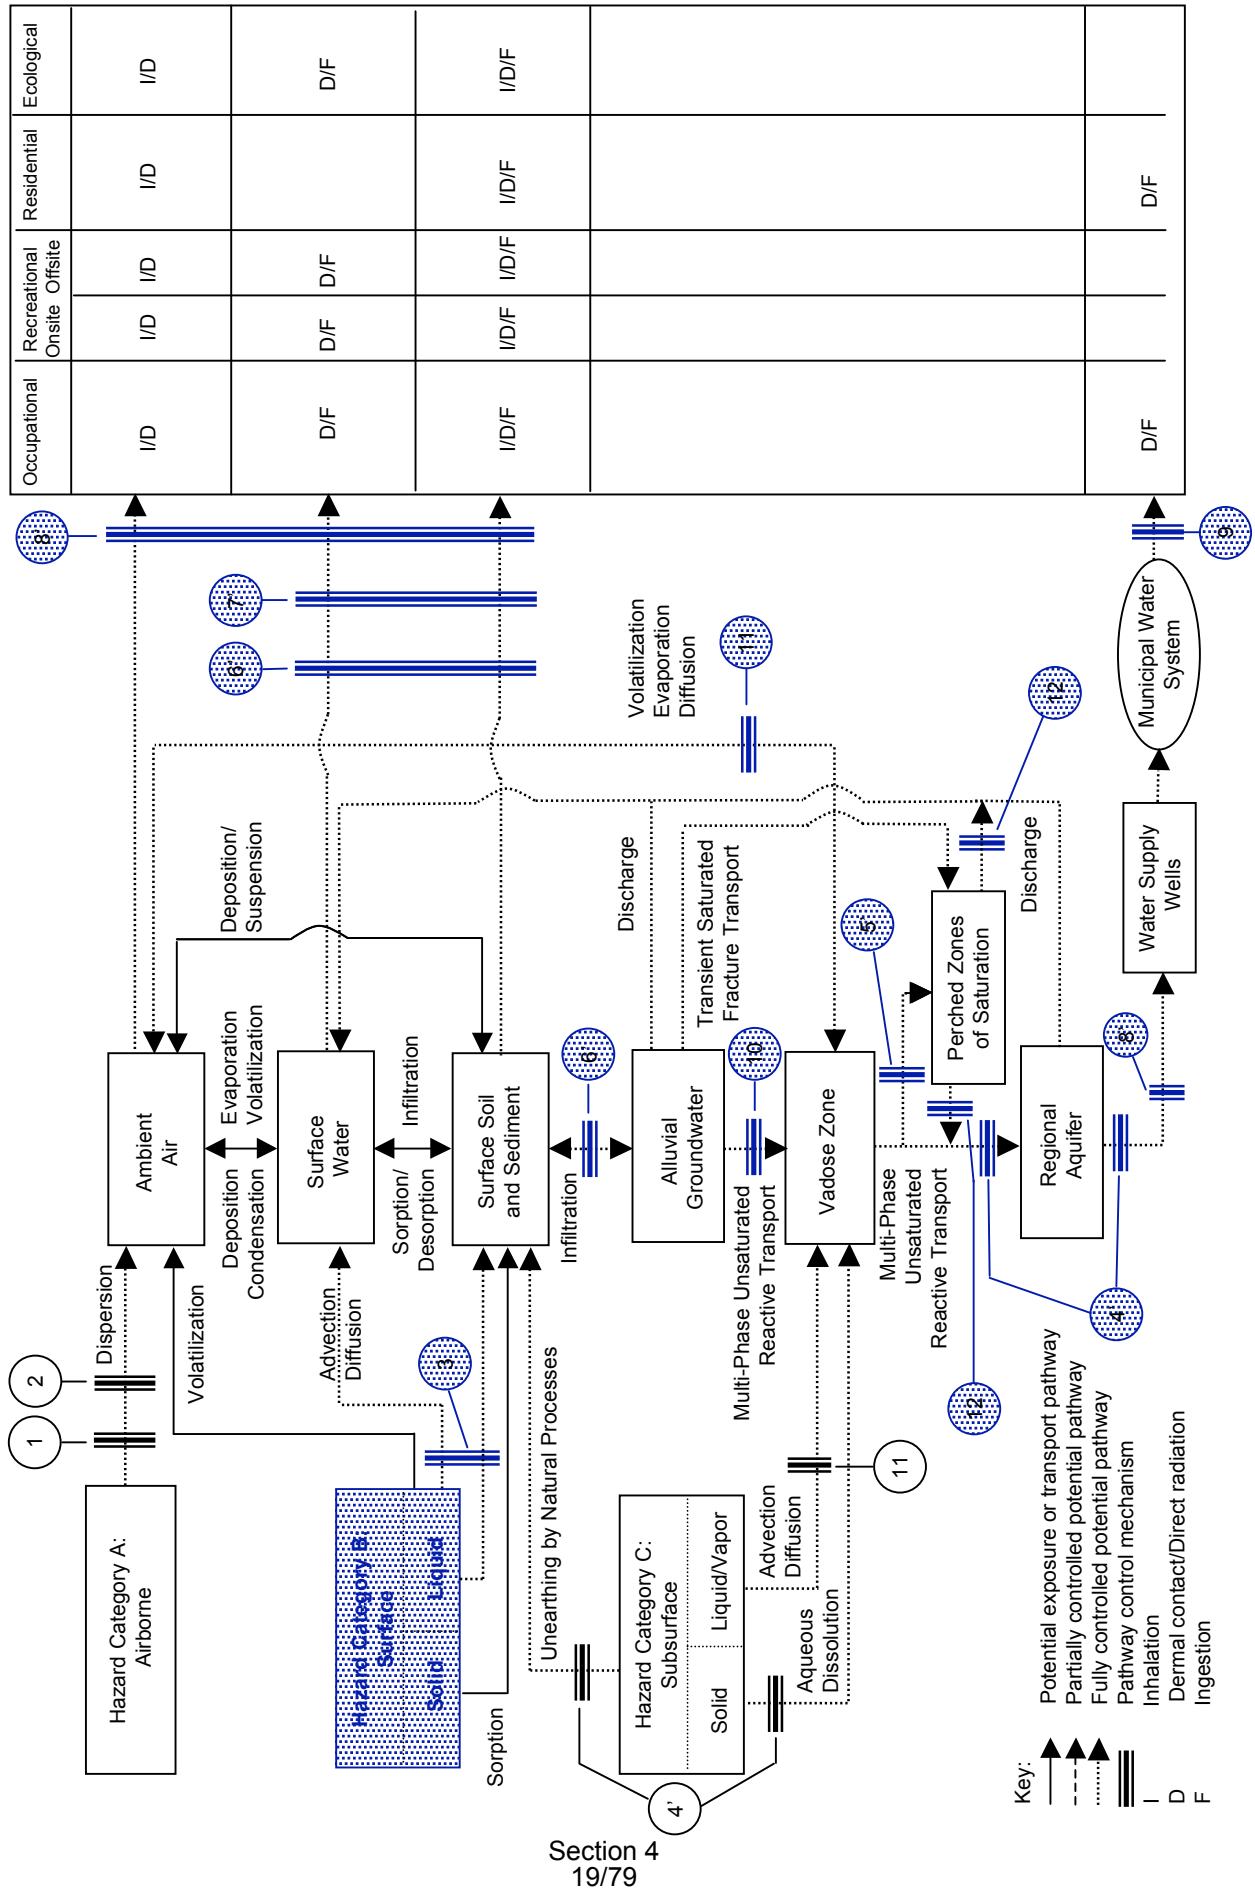 Hazard Category A:
Airborne
Hazard Category B:
Surface
Solid
Liquid
Hazard Category C:
Subsurface
Solid
Liquid/Vapor
1
2
3
4'
11
Dispersion
Volatilization
Advection
Diffusion
Sorption
Unearthing by Natural Processes
Advection
Diffusion
Aqueous
Dissolution
Ambient
Air
Deposition
Condensation
Evaporation
Volatilization
Surface
Water
Sorption/
Desorption
Infiltration
Surface Soil
and Sediment
Infiltration
6'
Alluvial
Groundwater
Multi-Phase Unsaturated
Reactive Transport
10
Vadose Zone
Multi-Phase
Unsaturated
Reactive Transport
5
12
4
Regional
Aquifer
Perched Zones
of Saturation
8'
Deposition/
Suspension
Discharge
Transient Saturated
Fracture Transport
Volatilization
Evaporation
Diffusion
11
12
Discharge
Water Supply
Wells
Municipal Water
System
9
6'
7
8'
Occupational
Recreational
Onsite Offsite
Residential
Ecological
I/D
I/D
I/D
I/D
I/D
D/F
D/F
D/F
D/F
I/D/F
I/D/F
I/D/F
I/D/F
I/D/F
D/F
D/F
Key:
Potential exposure or transport pathway
Partially controlled potential pathway
Fully controlled potential pathway
Pathway control mechanism
I Inhalation
D Dermal contact/Direct radiation
F Ingestion
Section 4
19/79